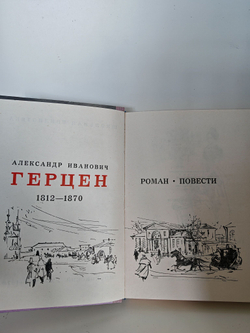 АЛЕКСАНДР ИВАНОВИЧ
ГЕРЦЕН
1812—1870
РОМАН • ПОВЕСТИ